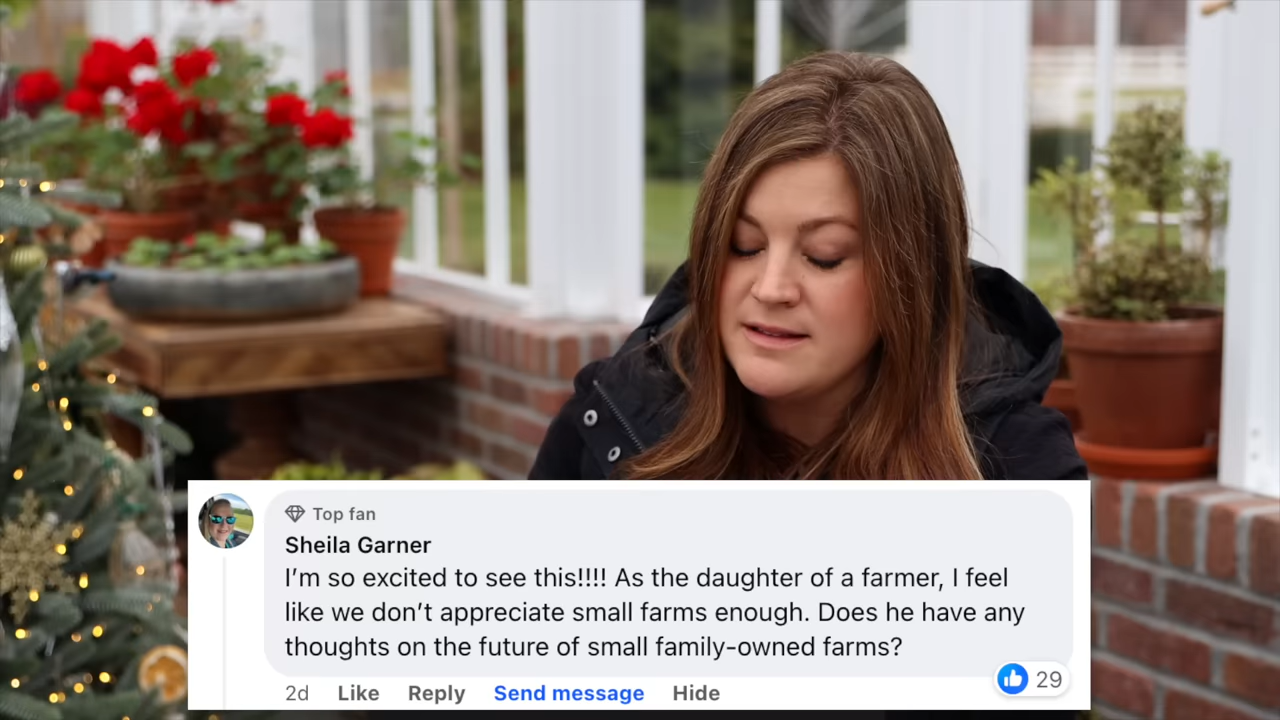 Top fan
Sheila Garner
I’m so excited to see this!!!! As the daughter of a farmer, I feel
like we don’t appreciate small farms enough. Does he have any
thoughts on the future of small family-owned farms?
2d Like Reply Send message Hide 29